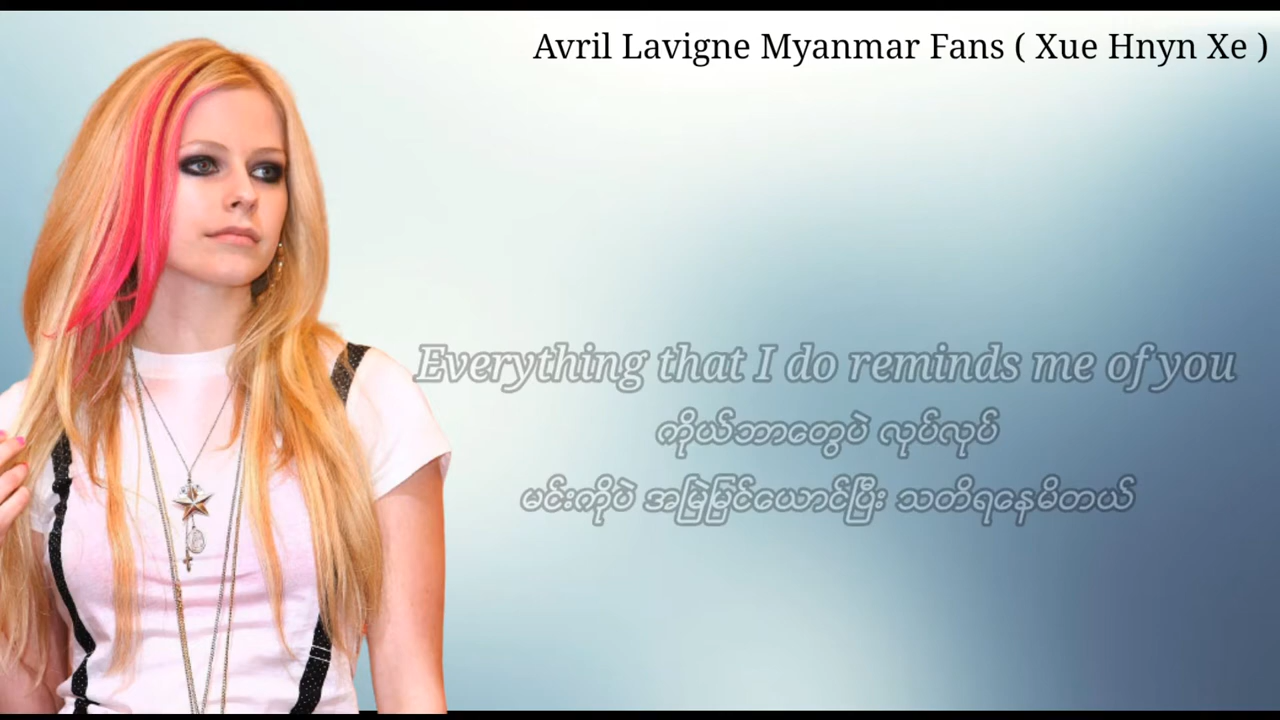 Avril Lavigne Myanmar Fans ( Xue Hnyn Xe )
Everything that I do reminds me of you
ကိုယ်ဘာတွေပဲ လုပ်လုပ်
မင်းကိုပဲ အမြဲမြင်ယောင်ပြီး သတိရနေမိတယ်